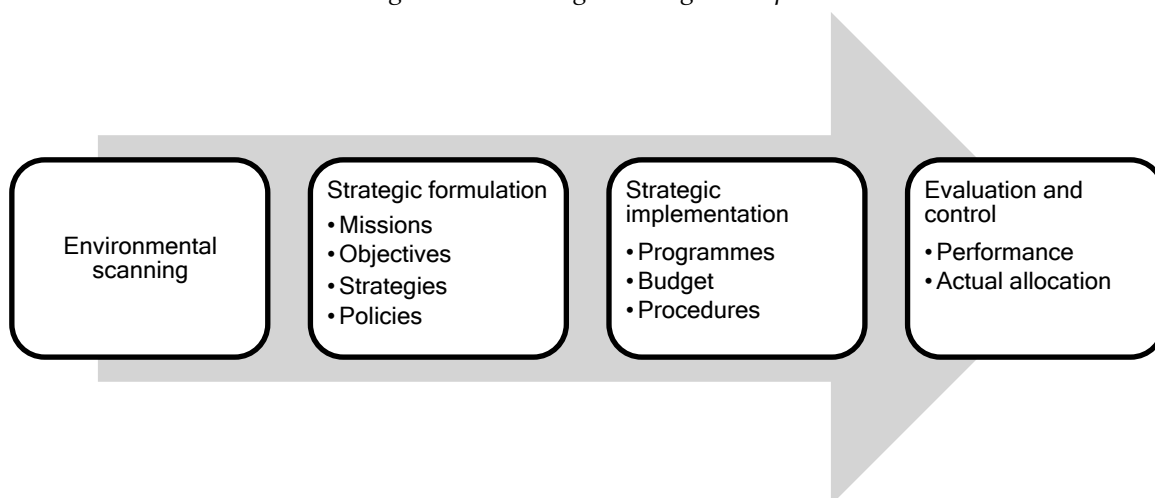 Environmental
scanning
Strategic formulation
• Missions
• Objectives
• Strategies
• Policies
Strategic
implementation
• Programmes
• Budget
• Procedures
Evaluation and
control
• Performance
• Actual allocation